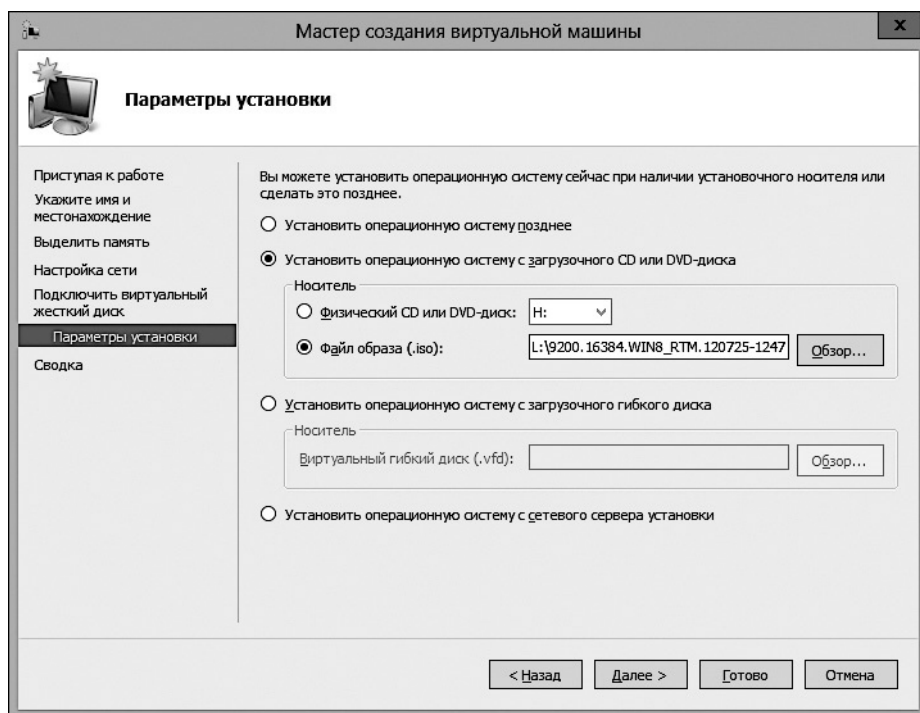 Мастер создания виртуальной машины
x
Параметры установки
Приступая к работе
Укажите имя и
местонахождение
Выделить память
Настройка сети
Подключить виртуальный
жесткий диск
Параметры установки
Сводка
Вы можете установить операционную систему сейчас при наличии установочного носителя или
сделать это позднее.
Установить операционную систему позднее
Установить операционную систему с загрузочного CD или DVD-диска
Носитель
Физический CD или DVD-диск:
H:
Файл образа (.iso):
L:\9200.16384.WIN8_RTM.120725-1247
Обзор...
Установить операционную систему с загрузочного гибкого диска
Носитель
Виртуальный гибкий диск (.vfd):
Обзор...
Установить операционную систему с сетевого сервера установки
< Назад
Далее >
Готово
Отмена